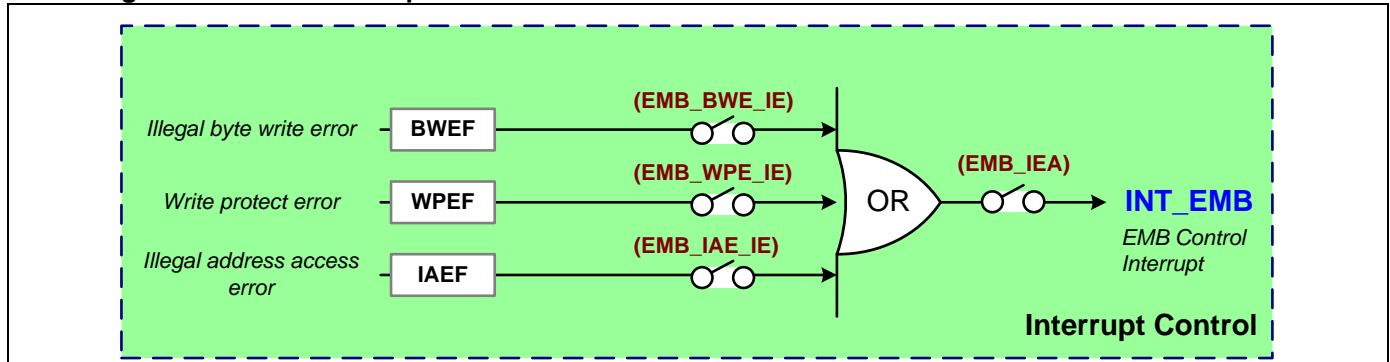 (EMB_BWE_IE)
Illegal byte write error
BWEF
(EMB_WPE_IE)
(EMB_IEA)
Write protect error
WPEF
OR
INT_EMB
EMB Control
Interrupt
(EMB_IAE_IE)
Illegal address access
error
IAEF
Interrupt Control